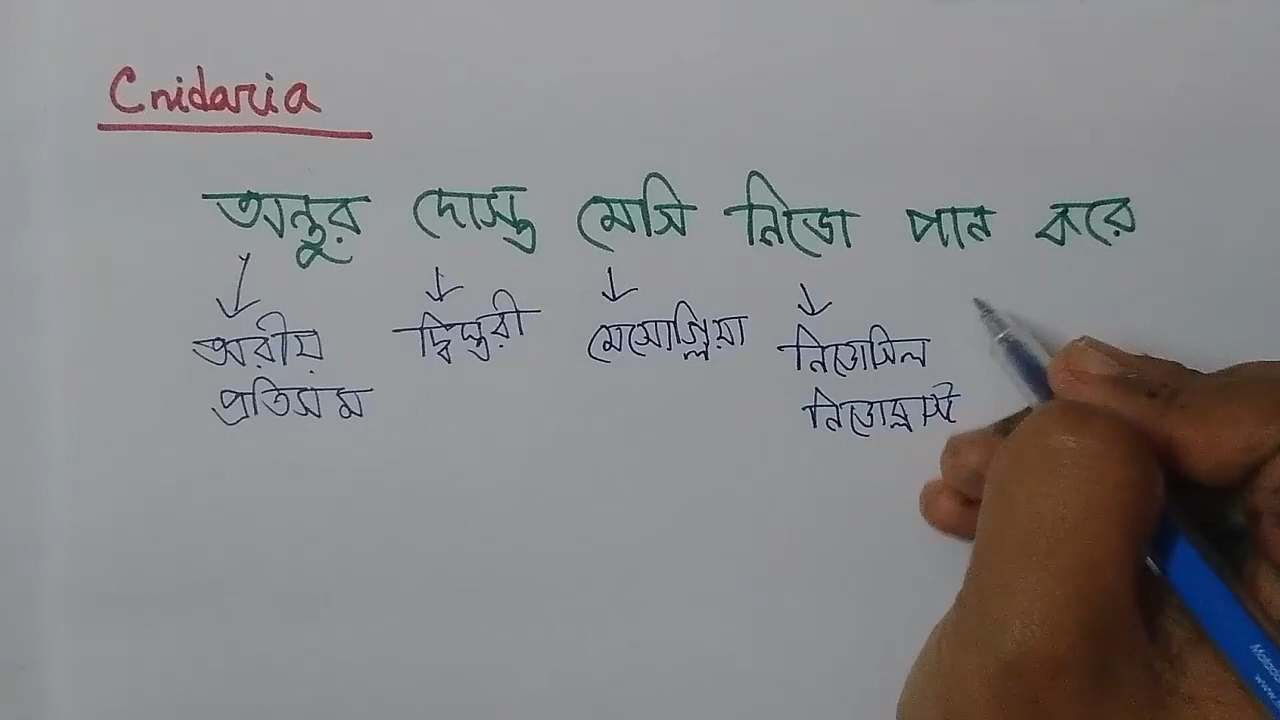 Cnidaria
অন্তুর দোস্ত মেসি নিডো পান করে
অরীয় দ্বিস্তরী মেসোগ্লিয়া নিডোসিল
প্রতিসম নিডোব্লাস্ট